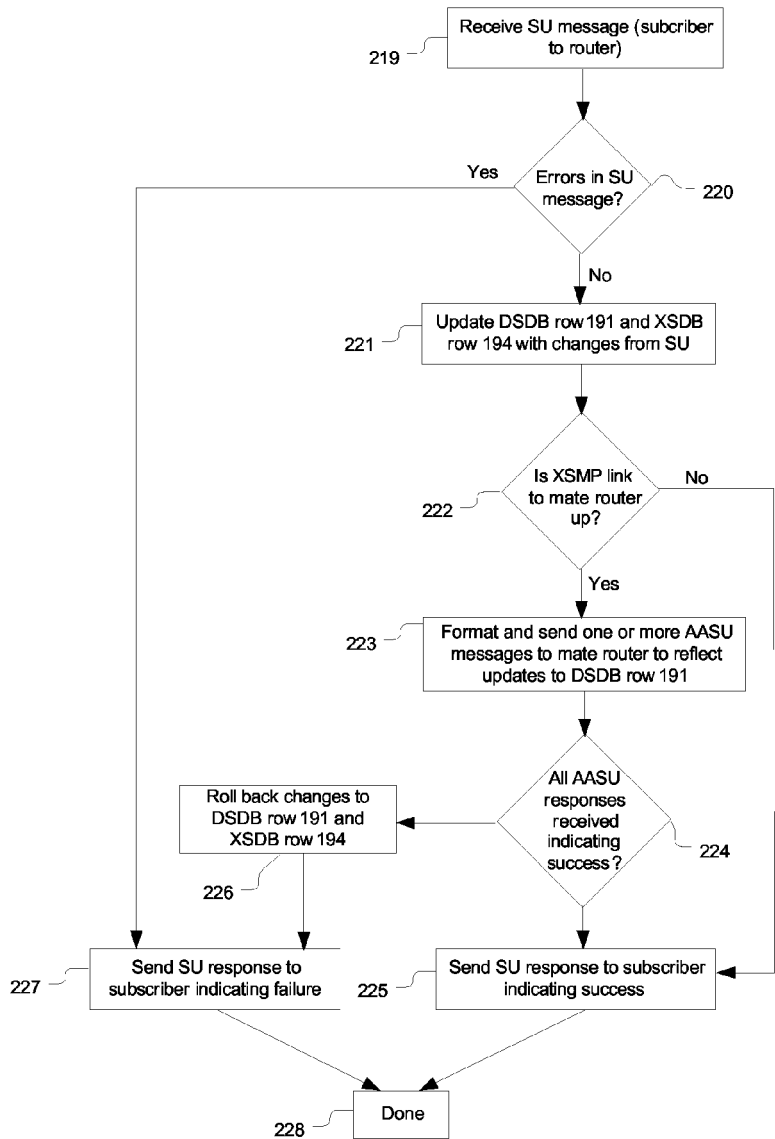 Receive SU message (subcriber
to router)
219
Yes
Errors in SU
message?
220
No
Update DSDB row 191 and XSDB
row 194 with changes from SU
221
Is XSMP link
to mate router
up?
No
222
Yes
Format and send one or more AASU
messages to mate router to reflect
updates to DSDB row 191
223
All AASU
responses
received
indicating
success?
224
Roll back changes to
DSDB row 191 and
XSDB row 194
226
Send SU response to
subscriber indicating failure
227
Send SU response to subscriber
indicating success
225
Done
228